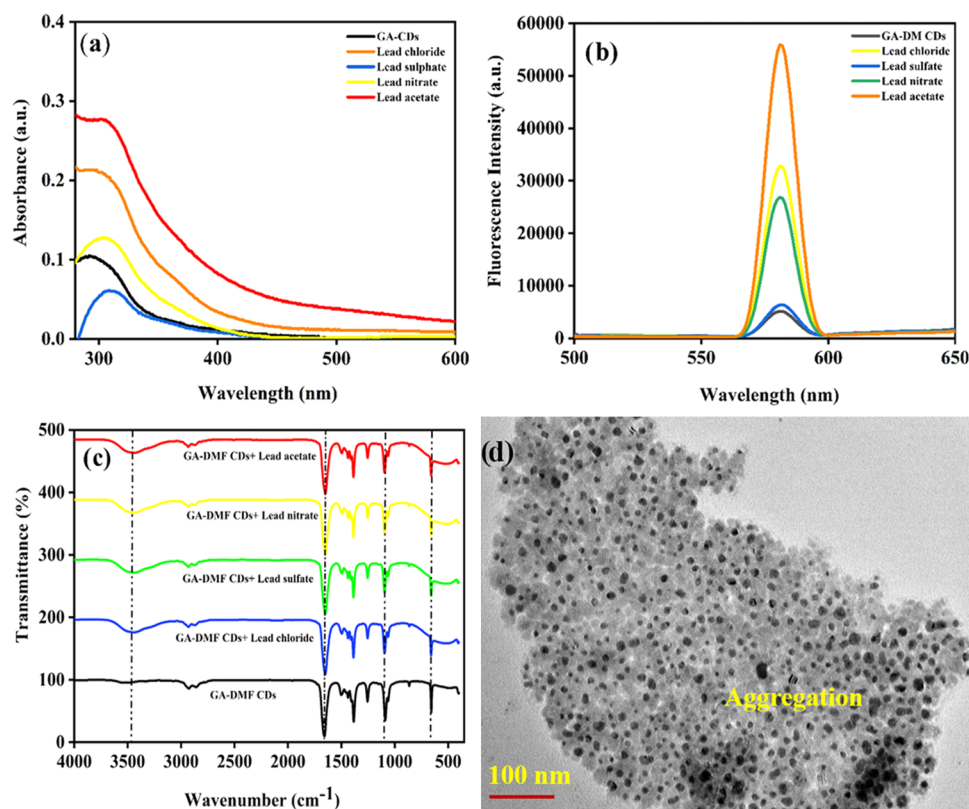 (a)
GA-CDs
Lead chloride
Lead sulphate
Lead nitrate
Lead acetate
0.4
0.3
0.2
0.1
0.0
Absorbance (a.u.)
300
400
500
600
Wavelength (nm)
(b)
GA-DM CDs
Lead chloride
Lead sulfate
Lead nitrate
Lead acetate
60000
50000
40000
30000
20000
10000
0
Fluorescence Intensity (a.u.)
500
550
600
650
Wavelength (nm)
(c)
500
400
300
200
100
0
Transmittance (%)
GA-DMF CDs+ Lead acetate
GA-DMF CDs+ Lead nitrate
GA-DMF CDs+ Lead sulfate
GA-DMF CDs+ Lead chloride
GA-DMF CDs
4000
3500
3000
2500
2000
1500
1000
500
Wavenumber (cm⁻¹)
(d)
Aggregation
100 nm